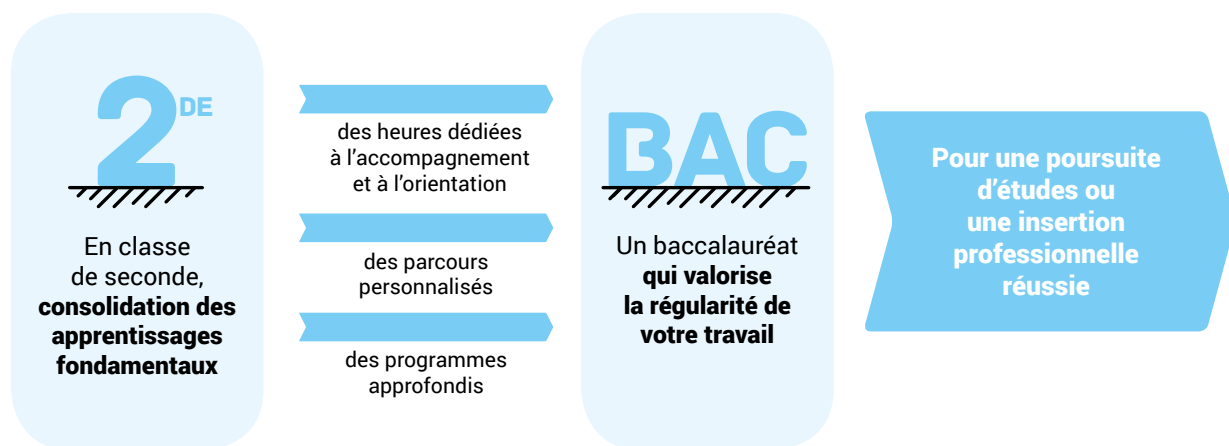 2DE
En classe
de seconde,
consolidation des
apprentissages
fondamentaux
des heures dédiées
à l’accompagnement
et à l’orientation
des parcours
personnalisés
des programmes
approfondis
BAC
Un baccalauréat
qui valorise
la régularité de
votre travail
Pour une poursuite
d’études ou
une insertion
professionnelle
réussie